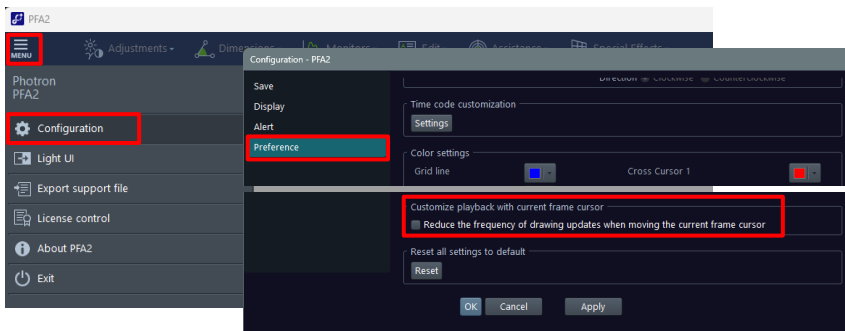 PFA2
MENU
Adjustments
Dimensions
Monitors
Edit
Assistance
Special Effects
Photron
PFA2
Configuration
Light UI
Export support file
License control
About PFA2
Exit
Configuration - PFA2
Save
Display
Alert
Preference
Direction Clockwise Counterclockwise
Time code customization
Settings
Color settings
Grid line
Cross Cursor 1
Customize playback with current frame cursor
Reduce the frequency of drawing updates when moving the current frame cursor
Reset all settings to default
Reset
OK
Cancel
Apply